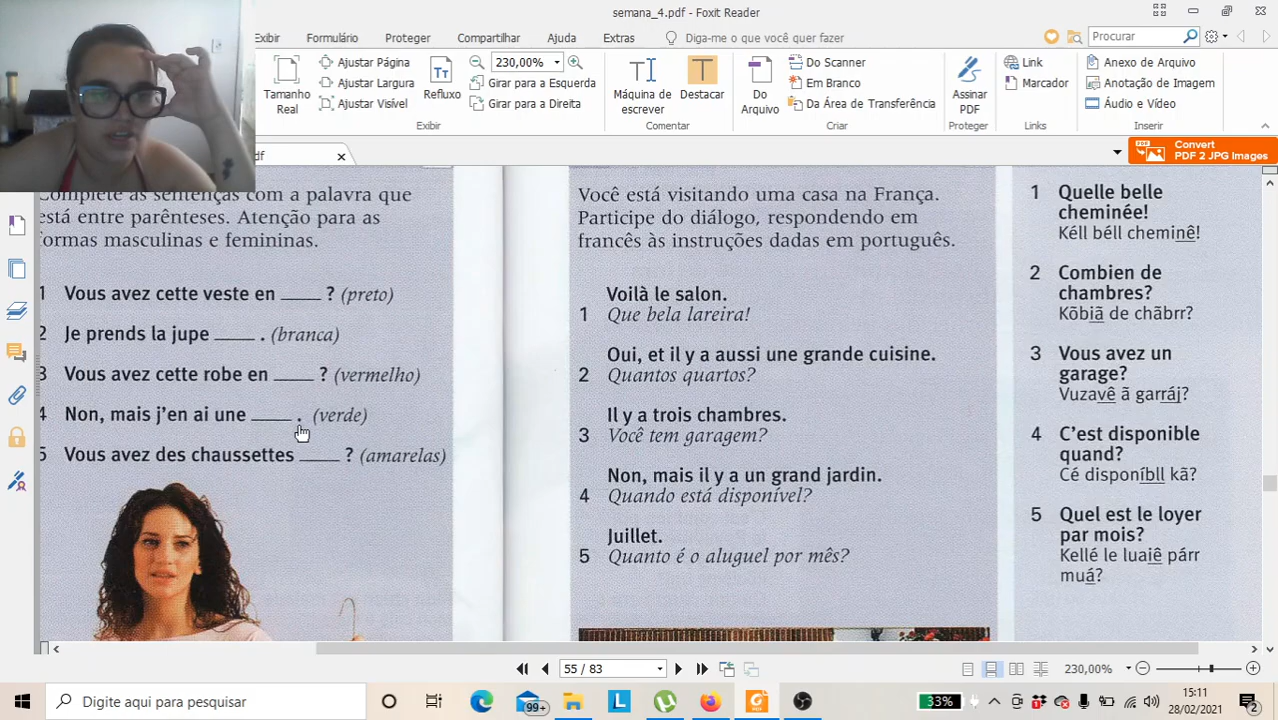 semana_4.pdf - Foxit Reader
Exibir
Formulário
Proteger
Compartilhar
Ajuda
Extras
Diga-me o que você quer fazer
Procurar
Tamanho
Real
Ajustar Página
Ajustar Largura
Ajustar Visível
Refluxo
230,00%
Girar para a Esquerda
Girar para a Direita
Exibir
Máquina de
escrever
Destacar
Comentar
Do
Arquivo
Do Scanner
Em Branco
Da Área de Transferência
Criar
Assinar
PDF
Proteger
Link
Marcador
Links
Anexo de Arquivo
Anotação de Imagem
Áudio e Vídeo
Inserir
df
Convert
PDF 2 JPG Images
Complete as sentenças com a palavra que
está entre parênteses. Atenção para as
formas masculinas e femininas.
1 Vous avez cette veste en ____ ? (preto)
2 Je prends la jupe ____ . (branca)
3 Vous avez cette robe en ____ ? (vermelho)
4 Non, mais j'en ai une ____ . (verde)
5 Vous avez des chaussettes ____ ? (amarelas)
Você está visitando uma casa na França.
Participe do diálogo, respondendo em
francês às instruções dadas em português.
Voilà le salon.
1 Que bela lareira!
Oui, et il y a aussi une grande cuisine.
2 Quantos quartos?
Il y a trois chambres.
3 Você tem garagem?
Non, mais il y a un grand jardin.
4 Quando está disponível?
Juillet.
5 Quanto é o aluguel por mês?
1 Quelle belle
cheminée!
Kéll béll cheminê!
2 Combien de
chambres?
Kõbiã de chãbrr?
3 Vous avez un
garage?
Vuzavê ã garráj?
4 C'est disponible
quand?
Cé disponíbll kã?
5 Quel est le loyer
par mois?
Kellé le luaiê párr
muá?
55 / 83
230,00%
Digite aqui para pesquisar
99+
L
33%
15:11
28/02/2021
2